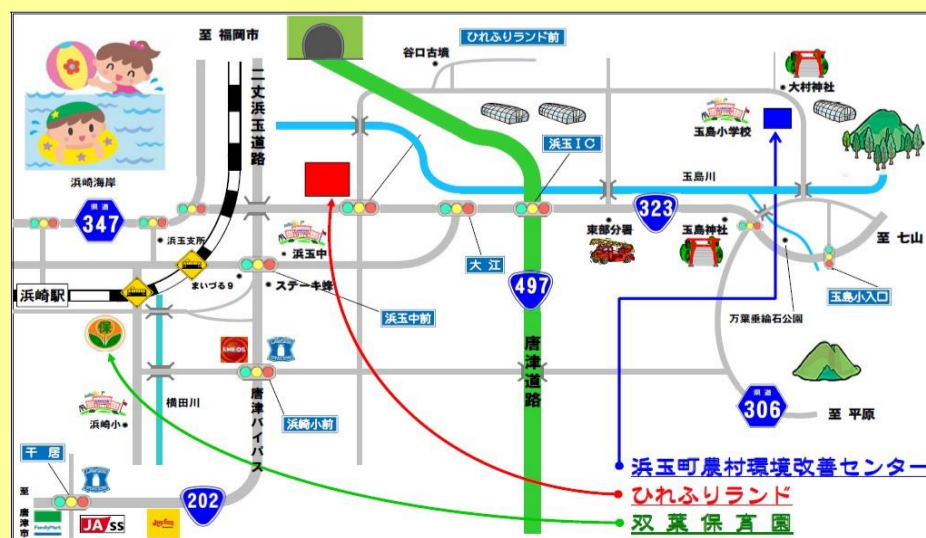 至 福岡市
ひれふりランド前
谷口古墳
二丈浜玉道路
大村神社
玉島小学校
浜玉IC
浜崎海岸
玉島川
県道
347
323
浜玉支所
浜玉中
東部分署
玉島神社
至 七山
大江
まいづる9
ステーキ蜂
浜崎駅
497
玉島小入口
浜玉中前
万葉垂綸石公園
保
ENEOS
唐津道路
横田川
唐津バイパス
浜崎小前
県道
306
至 平原
浜崎小
千居
浜玉町農村環境改善センター
202
ひれふりランド
至 唐津市
FamilyMart
JA/SS
Joyfull
双葉保育園